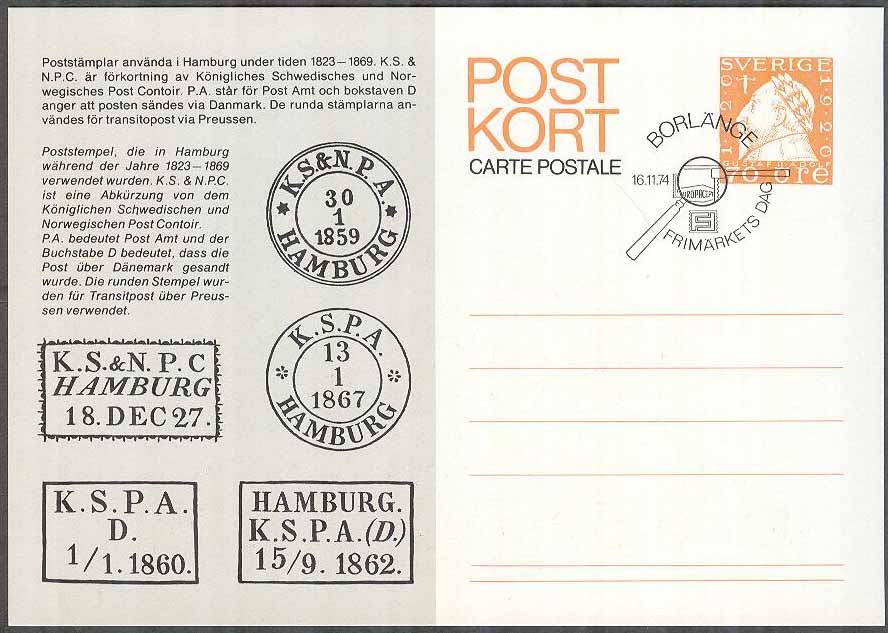 Poststämplar använda i Hamburg under tiden 1823—1869. K.S. &
N.P.C. är förkortning av Königliches Schwedisches und Nor-
wegisches Post Contoir. P.A. står för Post Amt och bokstaven D
anger att posten sändes via Danmark. De runda stämplarna an-
vändes för transitopost via Preussen.
Poststempel, die in Hamburg
während der Jahre 1823—1869
verwendet wurden. K.S. & N.P.C.
ist eine Abkürzung von dem
Königlichen Schwedischen und
Norwegischen Post Contoir.
P.A. bedeutet Post Amt und der
Buchstabe D bedeutet, dass die
Post über Dänemark gesandt
wurde. Die runden Stempel wur-
den für Transitpost über Preus-
sen verwendet.
K.S.&N.P.A.
30
1
1859
HAMBURG
K.S.P.A.
13
1
1867
HAMBURG
K.S.&N.P.C
HAMBURG
18.DEC 27.
K.S.P.A.
D.
1/1.1860.
HAMBURG.
K.S.P.A.(D.)
15/9. 1862.
POST
KORT
CARTE POSTALE
SVERIGE
1920
GUSTAF II ADOLF
70 öre
BORLÄNGE
16.11.74
FRIMÄRKETS DAG